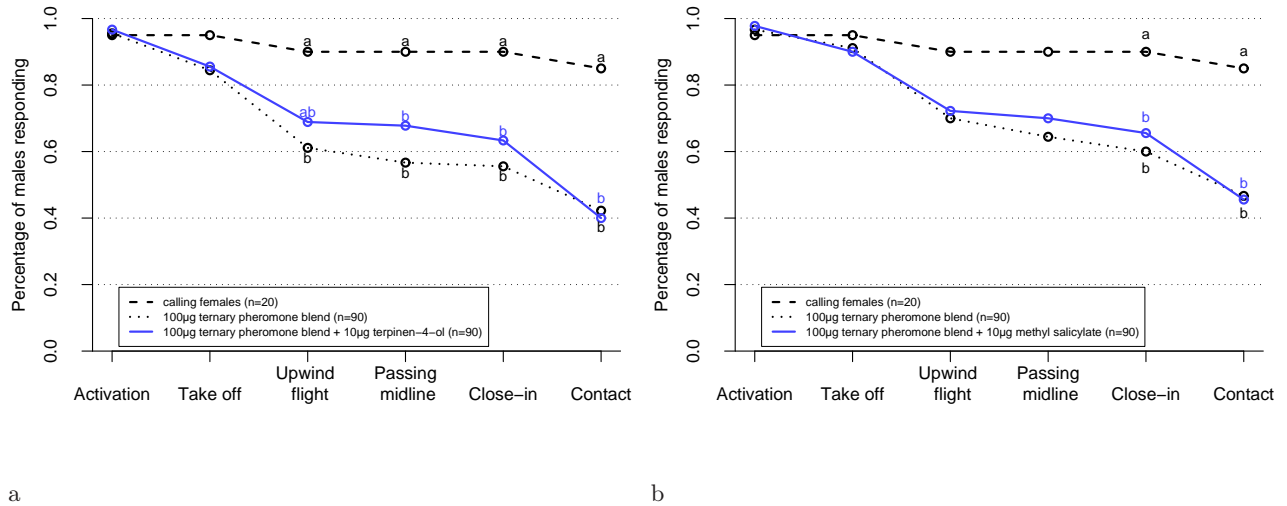 Percentage of males responding
1.0
0.8
0.6
0.4
0.2
0.0
a a a a
ab b b b
b b b b
calling females (n=20)
100µg ternary pheromone blend (n=90)
100µg ternary pheromone blend + 10µg terpinen−4−ol (n=90)
Activation Take off Upwind flight Passing midline Close−in Contact
a
Percentage of males responding
1.0
0.8
0.6
0.4
0.2
0.0
a a
b b
b b
calling females (n=20)
100µg ternary pheromone blend (n=90)
100µg ternary pheromone blend + 10µg methyl salicylate (n=90)
Activation Take off Upwind flight Passing midline Close−in Contact
b